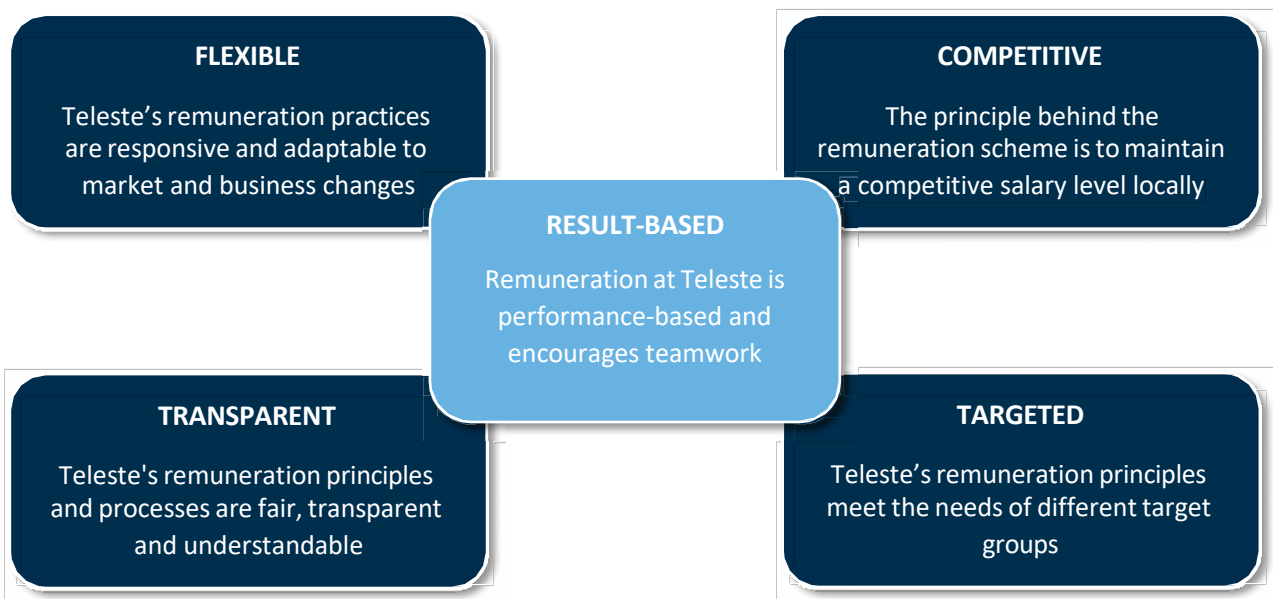 FLEXIBLE
Teleste’s remuneration practices
are responsive and adaptable to
market and business changes
COMPETITIVE
The principle behind the
remuneration scheme is to maintain
a competitive salary level locally
RESULT-BASED
Remuneration at Teleste is
performance-based and
encourages teamwork
TRANSPARENT
Teleste's remuneration principles
and processes are fair, transparent
and understandable
TARGETED
Teleste’s remuneration principles
meet the needs of different target
groups